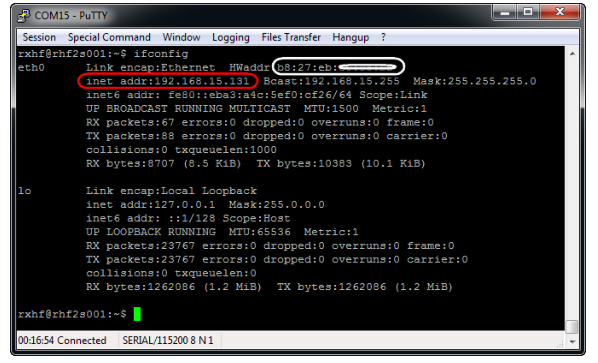 COM15 - PuTTY
Session Special Command Window Logging Files Transfer Hangup ?
rxhf@rhf2s001:~$ ifconfig
eth0 Link encap:Ethernet HWaddr b8:27:eb:
inet addr:192.168.15.131 Bcast:192.168.15.255 Mask:255.255.255.0
inet6 addr: fe80::eba3:a4c:5ef0:cf26/64 Scope:Link
UP BROADCAST RUNNING MULTICAST MTU:1500 Metric:1
RX packets:67 errors:0 dropped:0 overruns:0 frame:0
TX packets:88 errors:0 dropped:0 overruns:0 carrier:0
collisions:0 txqueuelen:1000
RX bytes:8707 (8.5 KiB) TX bytes:10383 (10.1 KiB)
lo Link encap:Local Loopback
inet addr:127.0.0.1 Mask:255.0.0.0
inet6 addr: ::1/128 Scope:Host
UP LOOPBACK RUNNING MTU:65536 Metric:1
RX packets:23767 errors:0 dropped:0 overruns:0 frame:0
TX packets:23767 errors:0 dropped:0 overruns:0 carrier:0
collisions:0 txqueuelen:0
RX bytes:1262086 (1.2 MiB) TX bytes:1262086 (1.2 MiB)
rxhf@rhf2s001:~$
00:16:54 Connected SERIAL/115200 8 N 1